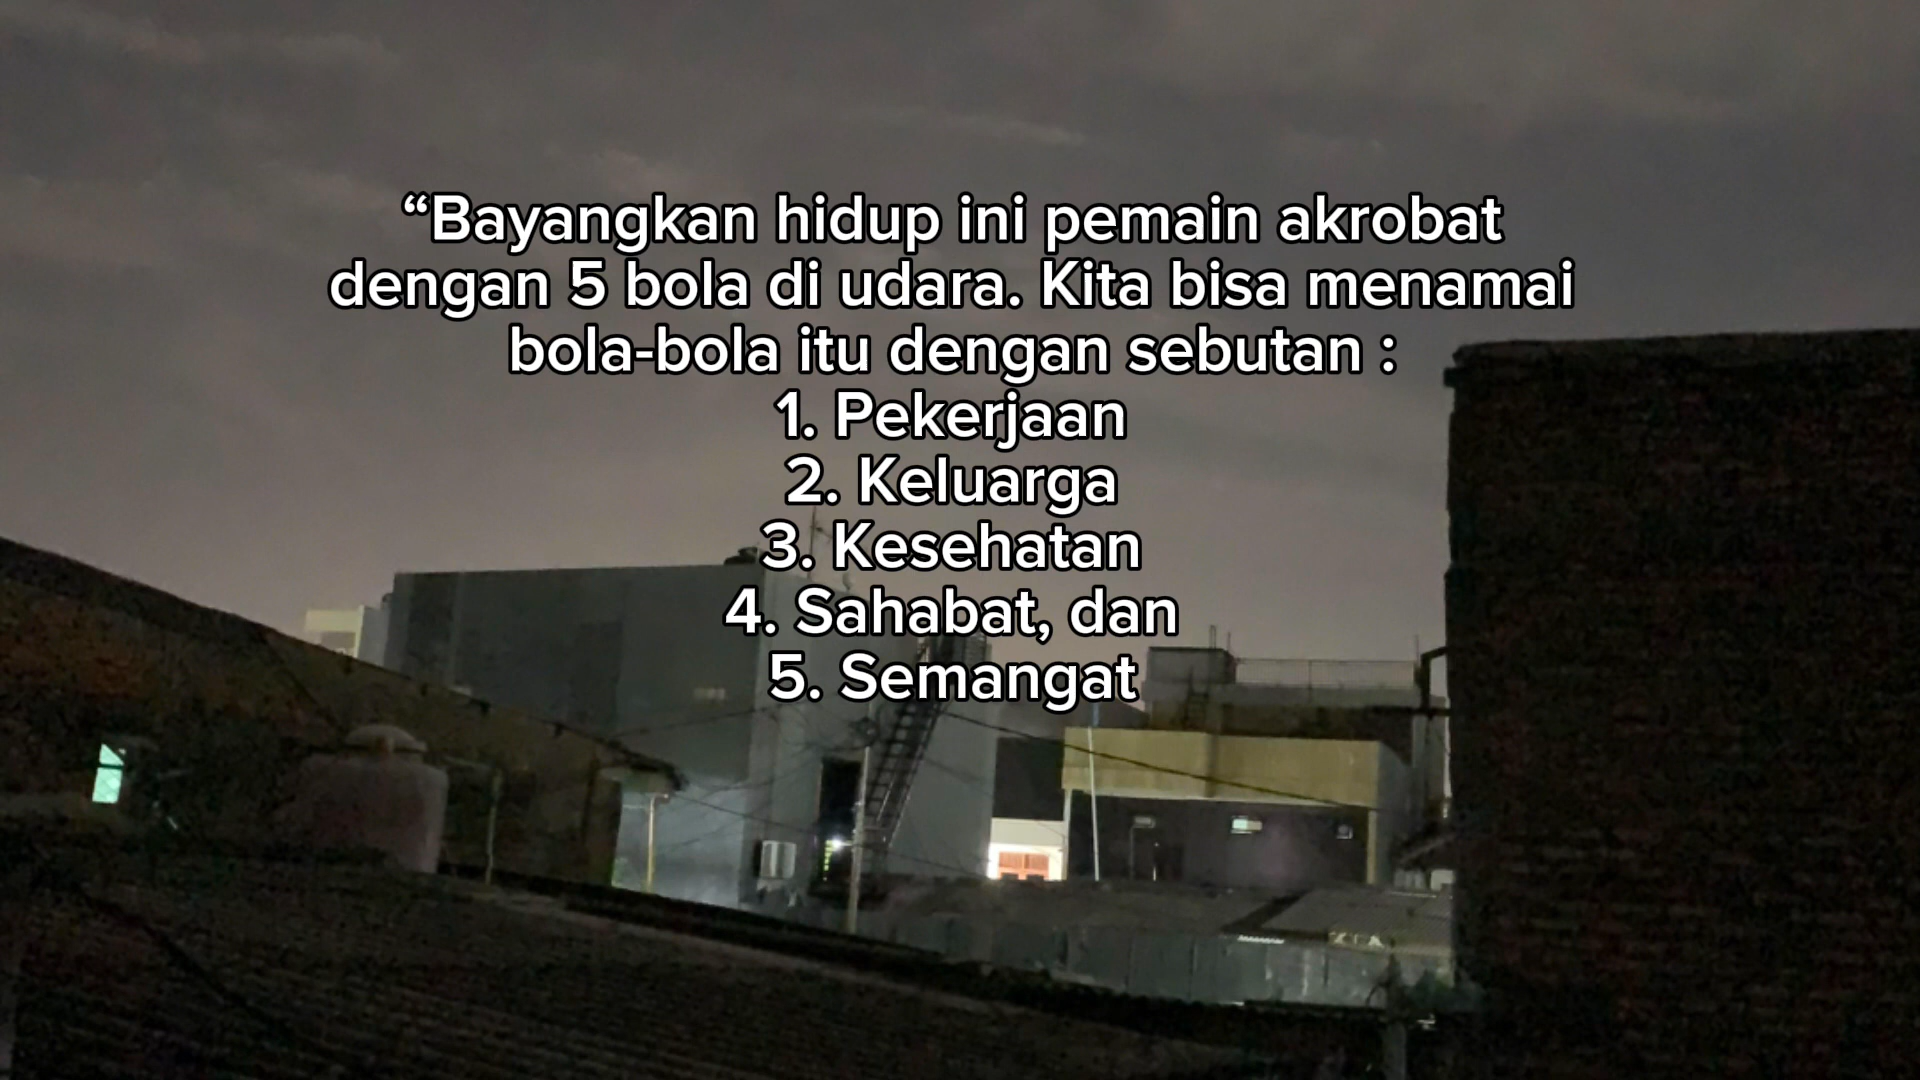 “Bayangkan hidup ini pemain akrobat
dengan 5 bola di udara. Kita bisa menamai
bola-bola itu dengan sebutan :
1. Pekerjaan
2. Keluarga
3. Kesehatan
4. Sahabat, dan
5. Semangat